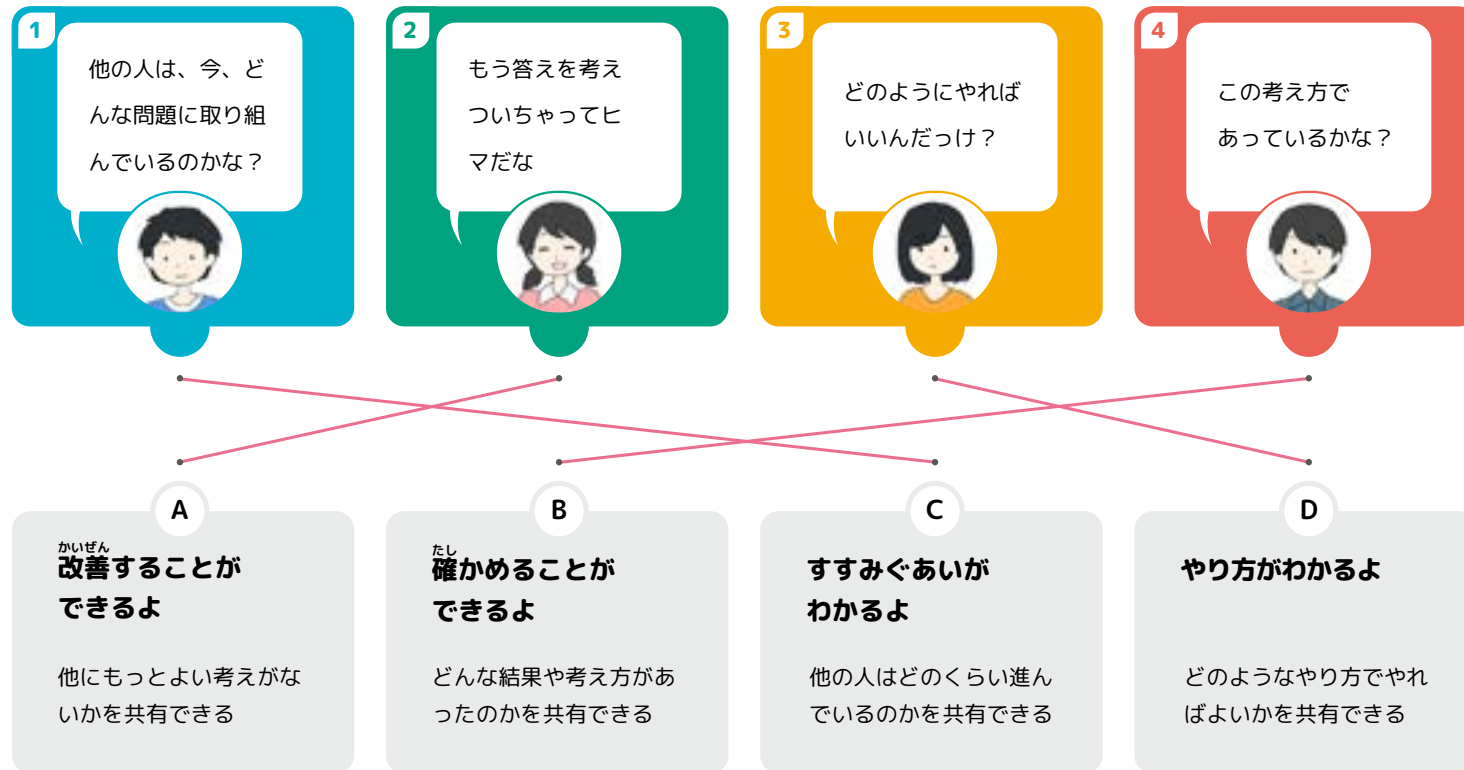 1
他の人は、今、ど
んな問題に取り組
んでいるのかな？
2
もう答えを考え
ついちゃってヒ
マだな
3
どのようにやれば
いいんだっけ？
4
この考え方で
あっているかな？
A
かいぜん
改善することが
できるよ
他にもっとよい考えがな
いかを共有できる
B
たし
確かめることが
できるよ
どんな結果や考え方があ
ったのかを共有できる
C
すすみぐあいが
わかるよ
他の人はどのくらい進ん
でいるのかを共有できる
D
やり方がわかるよ
どのようなやり方でやれ
ばよいかを共有できる